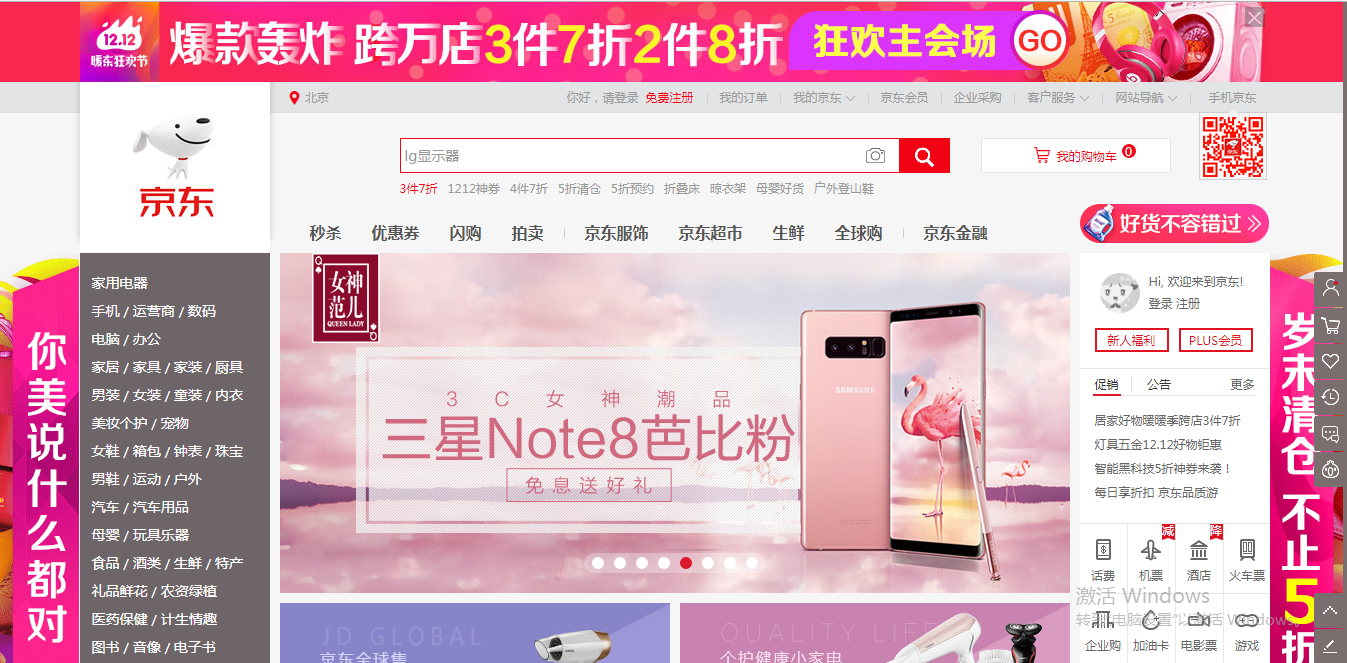 12.12
暖东狂欢节
爆款轰炸 跨万店3件7折2件8折
狂欢主会场 GO
北京
你好，请登录 免费注册 我的订单 我的京东 京东会员 企业采购 客户服务 网站导航 手机京东
京东
lg显示器
我的购物车 0
3件7折 1212神券 4件7折 5折清仓 5折预约 折叠床 晾衣架 母婴好货 户外登山鞋
秒杀 优惠券 闪购 拍卖 京东服饰 京东超市 生鲜 全球购 京东金融
好货不容错过
家用电器
手机 / 运营商 / 数码
电脑 / 办公
家居 / 家具 / 家装 / 厨具
男装 / 女装 / 童装 / 内衣
美妆个护 / 宠物
女鞋 / 箱包 / 钟表 / 珠宝
男鞋 / 运动 / 户外
汽车 / 汽车用品
母婴 / 玩具乐器
食品 / 酒类 / 生鲜 / 特产
礼品鲜花 / 农资绿植
医药保健 / 计生情趣
图书 / 音像 / 电子书
你美说什么都对
女神
范儿
QUEEN LADY
3C女神潮品
三星Note8芭比粉
免息送好礼
SAMSUNG
JD GLOBAL
京东全球售
QUALITY LIFE
个护健康小家电
Hi, 欢迎来到京东!
登录 注册
新人福利 PLUS会员
促销 公告 更多
居家好物暖暖季跨店3件7折
灯具五金12.12好物钜惠
智能黑科技5折神券来袭！
每日享折扣 京东品质游
减 降
话费 机票 酒店 火车票
企业购 加油卡 电影票 游戏
激活 Windows
转到"电脑设置"以激活 Windows。
岁末清仓不止5折